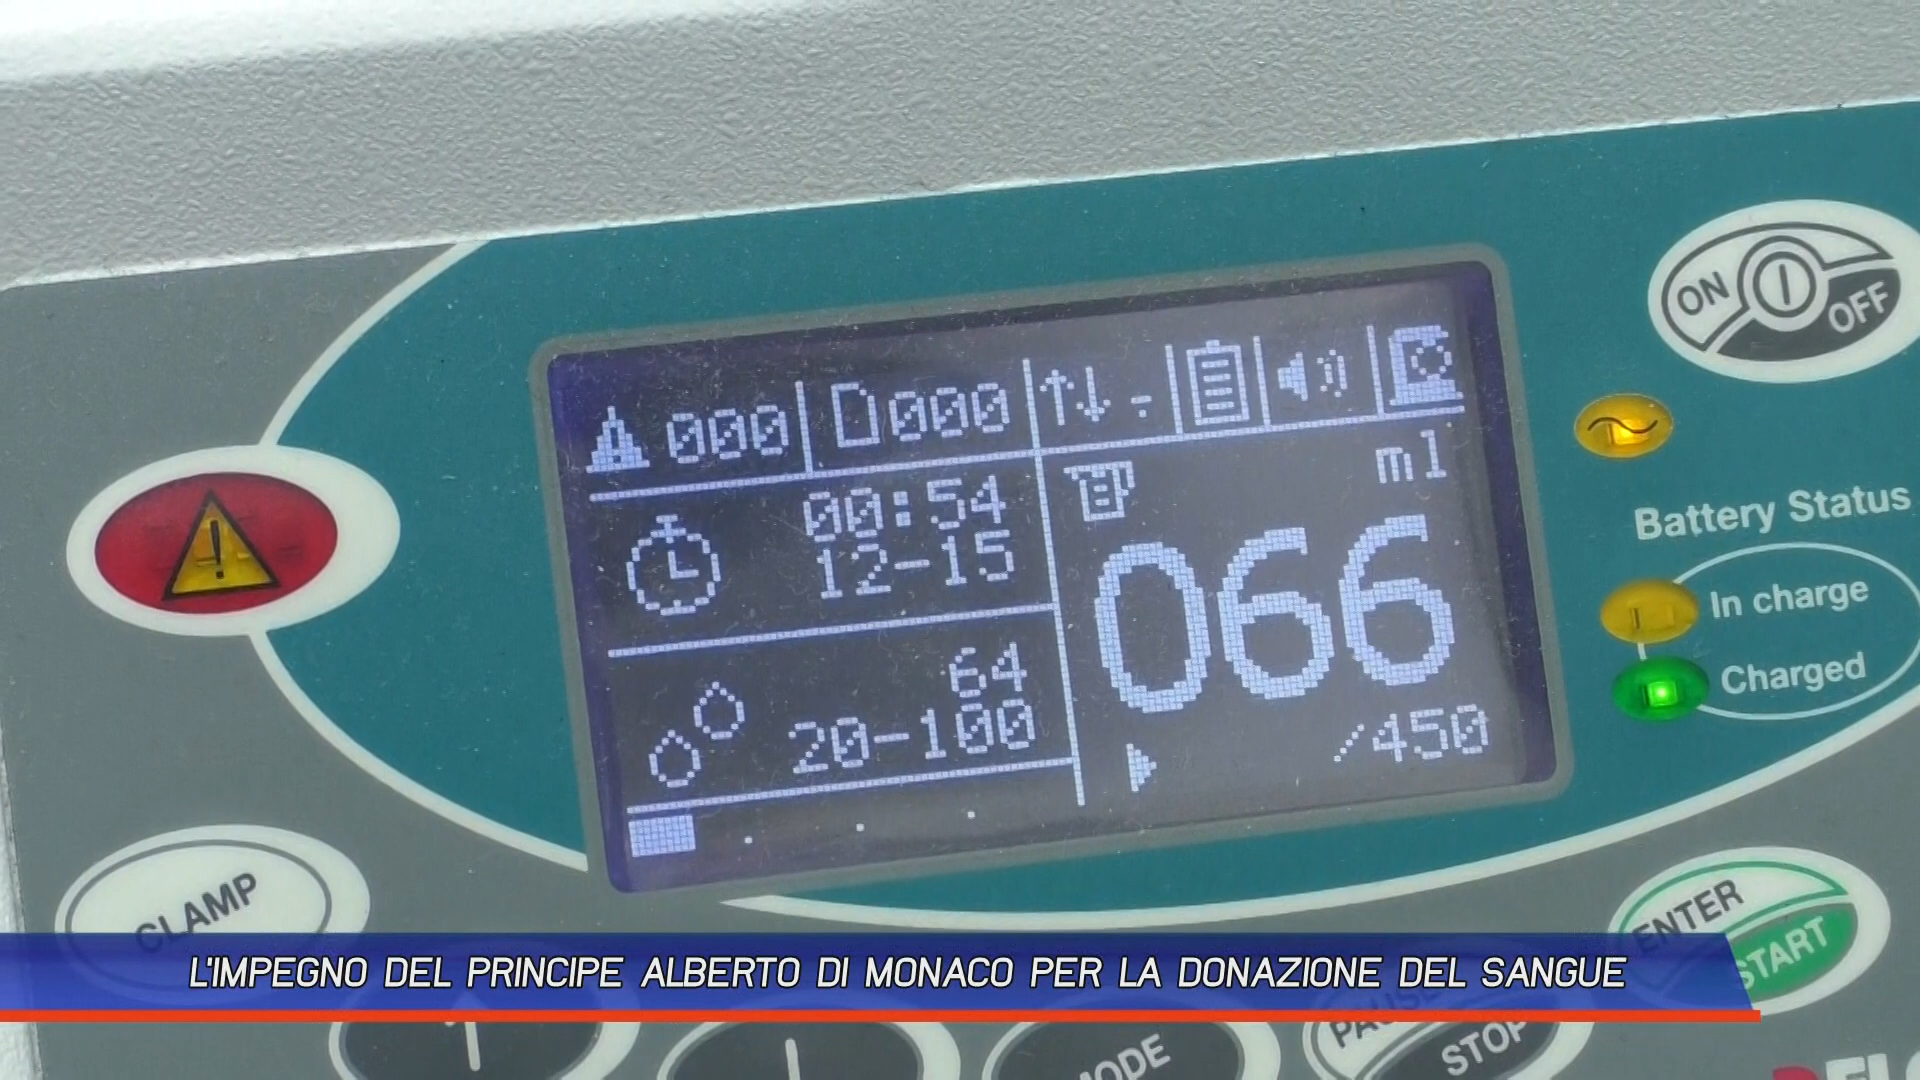 ON
OFF
000
000
ml
00:54
12-15
066
Battery Status
In charge
64
Charged
20-100
/450
CLAMP
ENTER
START
L'IMPEGNO DEL PRINCIPE ALBERTO DI MONACO PER LA DONAZIONE DEL SANGUE
STOP